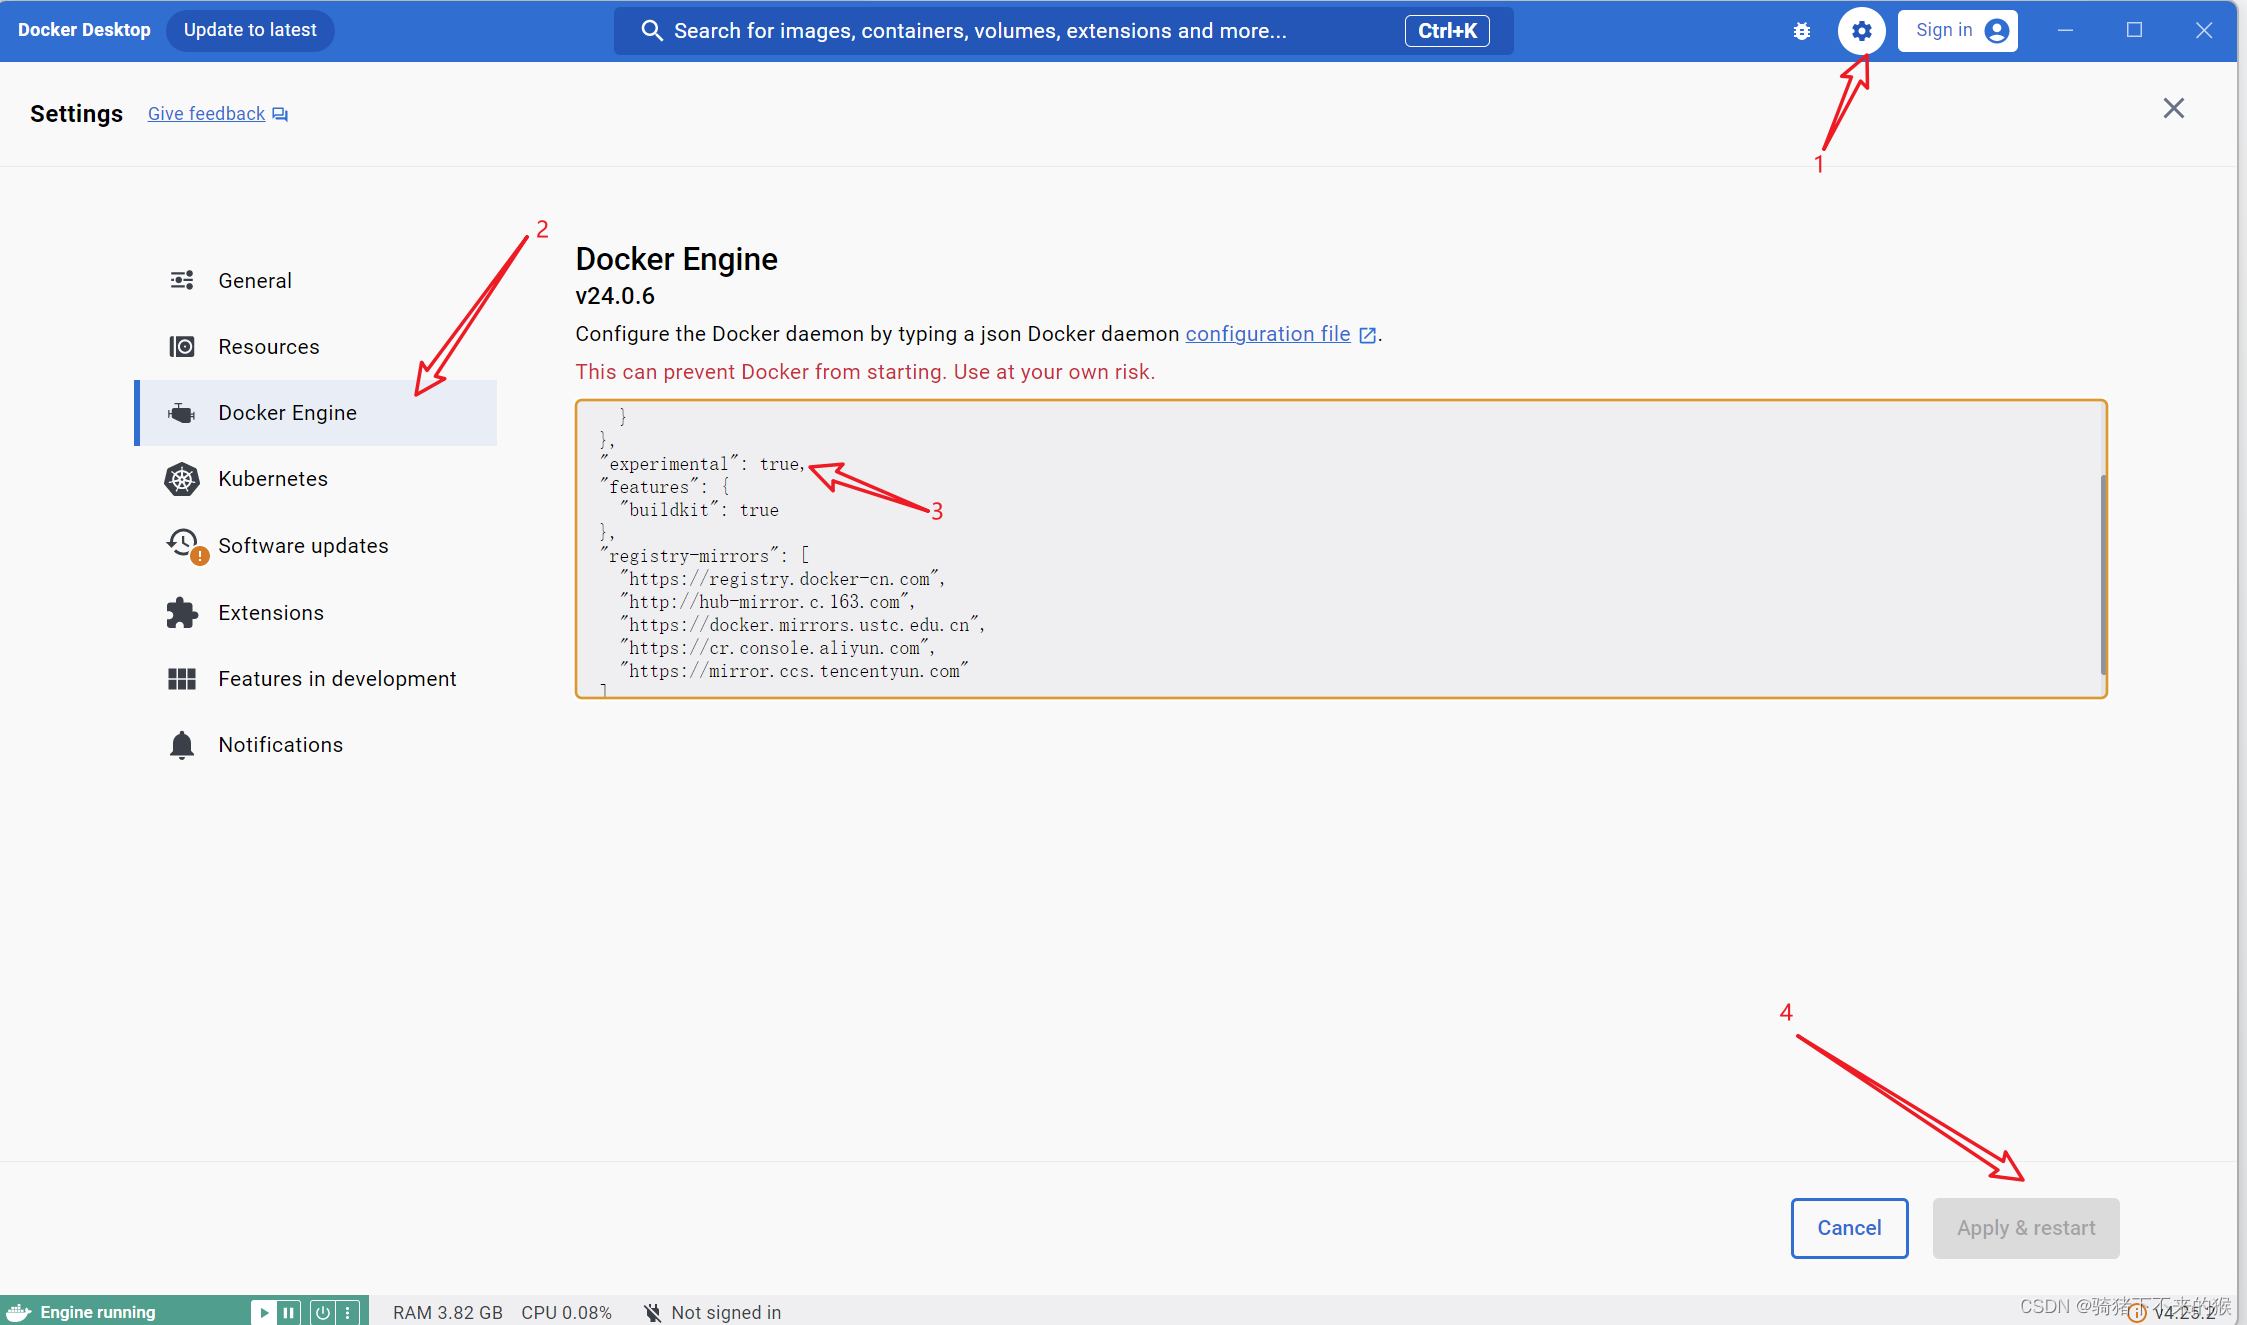 Docker Desktop Update to latest Search for images, containers, volumes, extensions and more... Ctrl+K Sign in
1
Settings Give feedback
2
General
Resources
Docker Engine
Kubernetes
Software updates
Extensions
Features in development
Notifications
Docker Engine
v24.0.6
Configure the Docker daemon by typing a json Docker daemon configuration file.
This can prevent Docker from starting. Use at your own risk.
}
},
"experimental": true,
"features": {
"buildkit": true
},
"registry-mirrors": [
"https://registry.docker-cn.com",
"http://hub-mirror.c.163.com",
"https://docker.mirrors.ustc.edu.cn",
"https://cr.console.aliyun.com",
"https://mirror.ccs.tencentyun.com"
]
3
4
Cancel Apply & restart
Engine running RAM 3.82 GB CPU 0.08% Not signed in v4.25.2
CSDN @骑猪下不来的猴